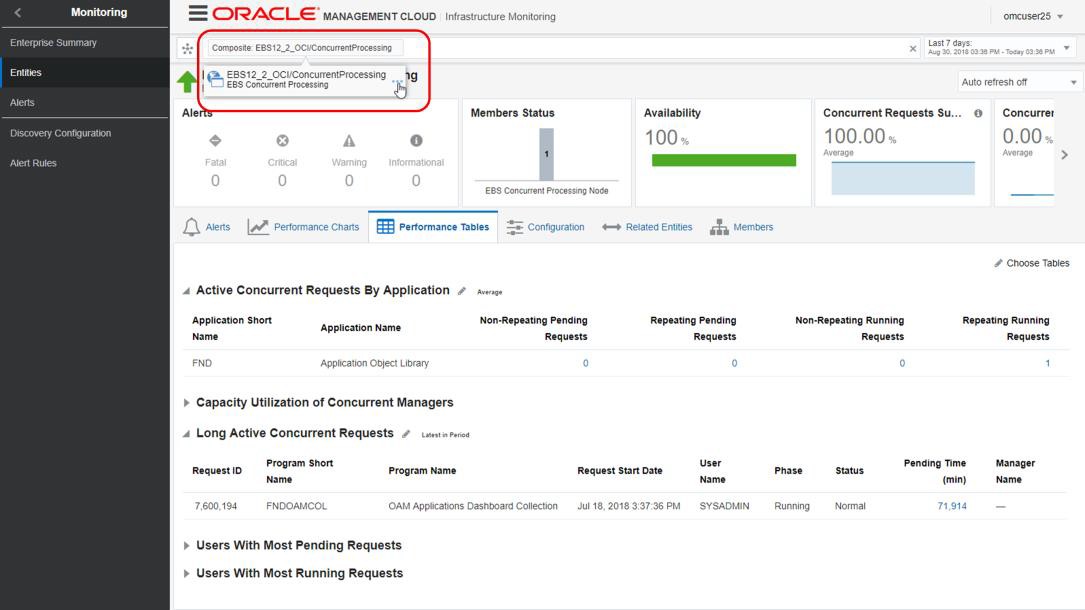 Monitoring
Enterprise Summary
Entities
Alerts
Discovery Configuration
Alert Rules
ORACLE MANAGEMENT CLOUD Infrastructure Monitoring
omcuser25
Composite: EBS12_2_OCI/ConcurrentProcessing
Last 7 days:
Aug 30, 2018 03:36 PM - Today 03:36 PM
EBS12_2_OCI/ConcurrentProcessing
EBS Concurrent Processing
Auto refresh off
Alerts
Fatal
0
Critical
0
Warning
0
Informational
0
Members Status
1
EBS Concurrent Processing Node
Availability
100 %
Concurrent Requests Su...
100.00 %
Average
Concurrer
0.00 %
Average
Alerts
Performance Charts
Performance Tables
Configuration
Related Entities
Members
Choose Tables
Active Concurrent Requests By Application Average
Application Short Name Application Name Non-Repeating Pending Requests Repeating Pending Requests Non-Repeating Running Requests Repeating Running Requests
FND Application Object Library 0 0 0 1
Capacity Utilization of Concurrent Managers
Long Active Concurrent Requests Latest in Period
Request ID Program Short Name Program Name Request Start Date User Name Phase Status Pending Time (min) Manager Name
7,600,194 FNDOAMCOL OAM Applications Dashboard Collection Jul 18, 2018 3:37:36 PM SYSADMIN Running Normal 71,914 —
Users With Most Pending Requests
Users With Most Running Requests